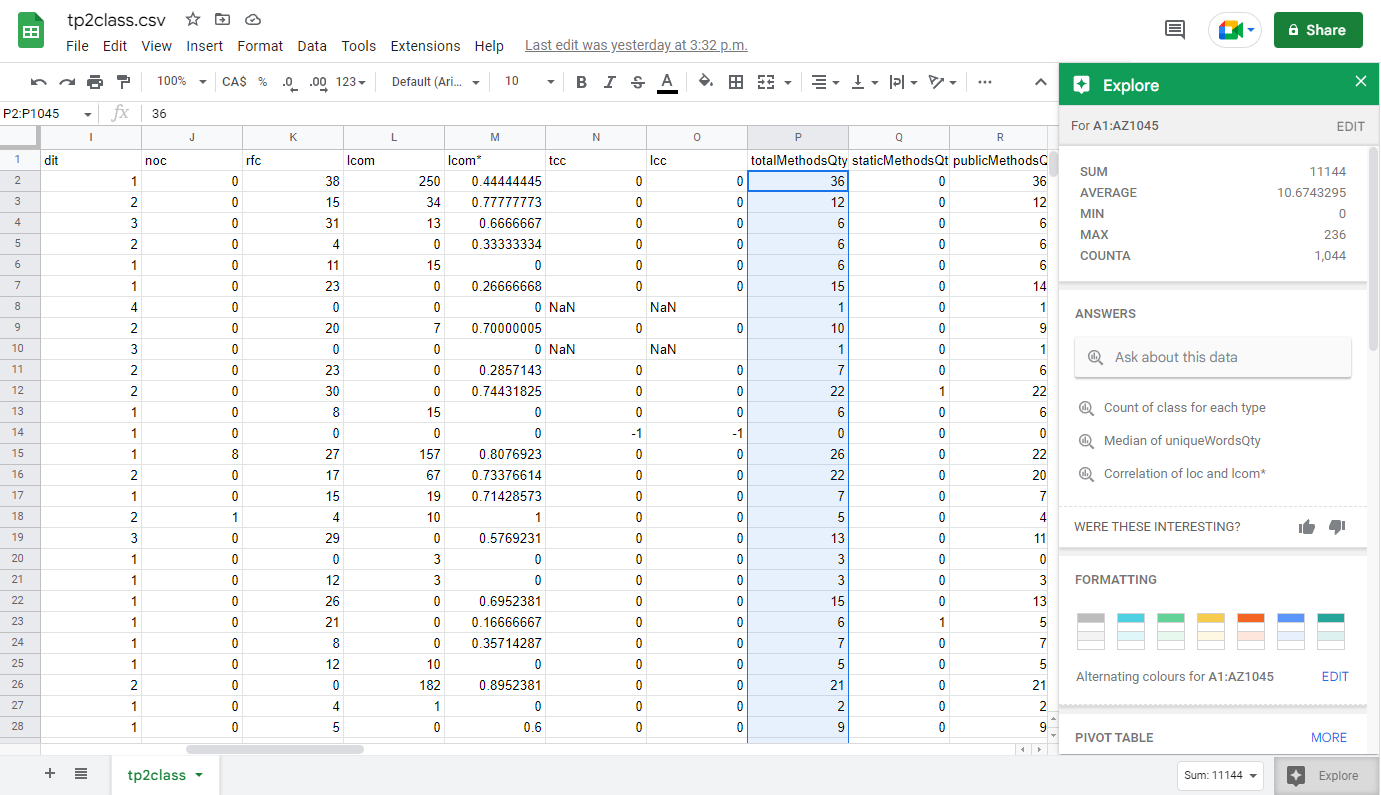 tp2class.csv
File Edit View Insert Format Data Tools Extensions Help Last edit was yesterday at 3:32 p.m.
Share
100% CA$ % .0 .00 123 Default (Ari... 10 B I S A
P2:P1045 fx 36
I J K L M N O P Q R
1 dit noc rfc lcom lcom* tcc lcc totalMethodsQty staticMethodsQt publicMethodsQ
2 1 0 38 250 0.44444445 0 0 36 0 36
3 2 0 15 34 0.77777773 0 0 12 0 12
4 3 0 31 13 0.6666667 0 0 6 0 6
5 2 0 4 0 0.33333334 0 0 6 0 6
6 1 0 11 15 0 0 0 6 0 6
7 1 0 23 0 0.26666668 0 0 15 0 14
8 4 0 0 0 0 NaN NaN 1 0 1
9 2 0 20 7 0.70000005 0 0 10 0 9
10 3 0 0 0 0 NaN NaN 1 0 1
11 2 0 23 0 0.2857143 0 0 7 0 6
12 2 0 30 0 0.74431825 0 0 22 1 22
13 1 0 8 15 0 0 0 6 0 6
14 1 0 0 0 0 -1 -1 0 0 0
15 1 8 27 157 0.8076923 0 0 26 0 22
16 2 0 17 67 0.73376614 0 0 22 0 20
17 1 0 15 19 0.71428573 0 0 7 0 7
18 2 1 4 10 1 0 0 5 0 4
19 3 0 29 0 0.5769231 0 0 13 0 11
20 1 0 0 3 0 0 0 3 0 0
21 1 0 12 3 0 0 0 3 0 3
22 1 0 26 0 0.6952381 0 0 15 0 13
23 1 0 21 0 0.16666667 0 0 6 1 5
24 1 0 8 0 0.35714287 0 0 7 0 7
25 1 0 12 10 0 0 0 5 0 5
26 2 0 0 182 0.8952381 0 0 21 0 21
27 1 0 4 1 0 0 0 2 0 2
28 1 0 5 0 0.6 0 0 9 0 9
tp2class
Sum: 11144
Explore
Explore
For A1:AZ1045 EDIT
SUM 11144
AVERAGE 10.6743295
MIN 0
MAX 236
COUNTA 1,044
ANSWERS
Ask about this data
Count of class for each type
Median of uniqueWordsQty
Correlation of loc and lcom*
WERE THESE INTERESTING?
FORMATTING
Alternating colours for A1:AZ1045 EDIT
PIVOT TABLE MORE